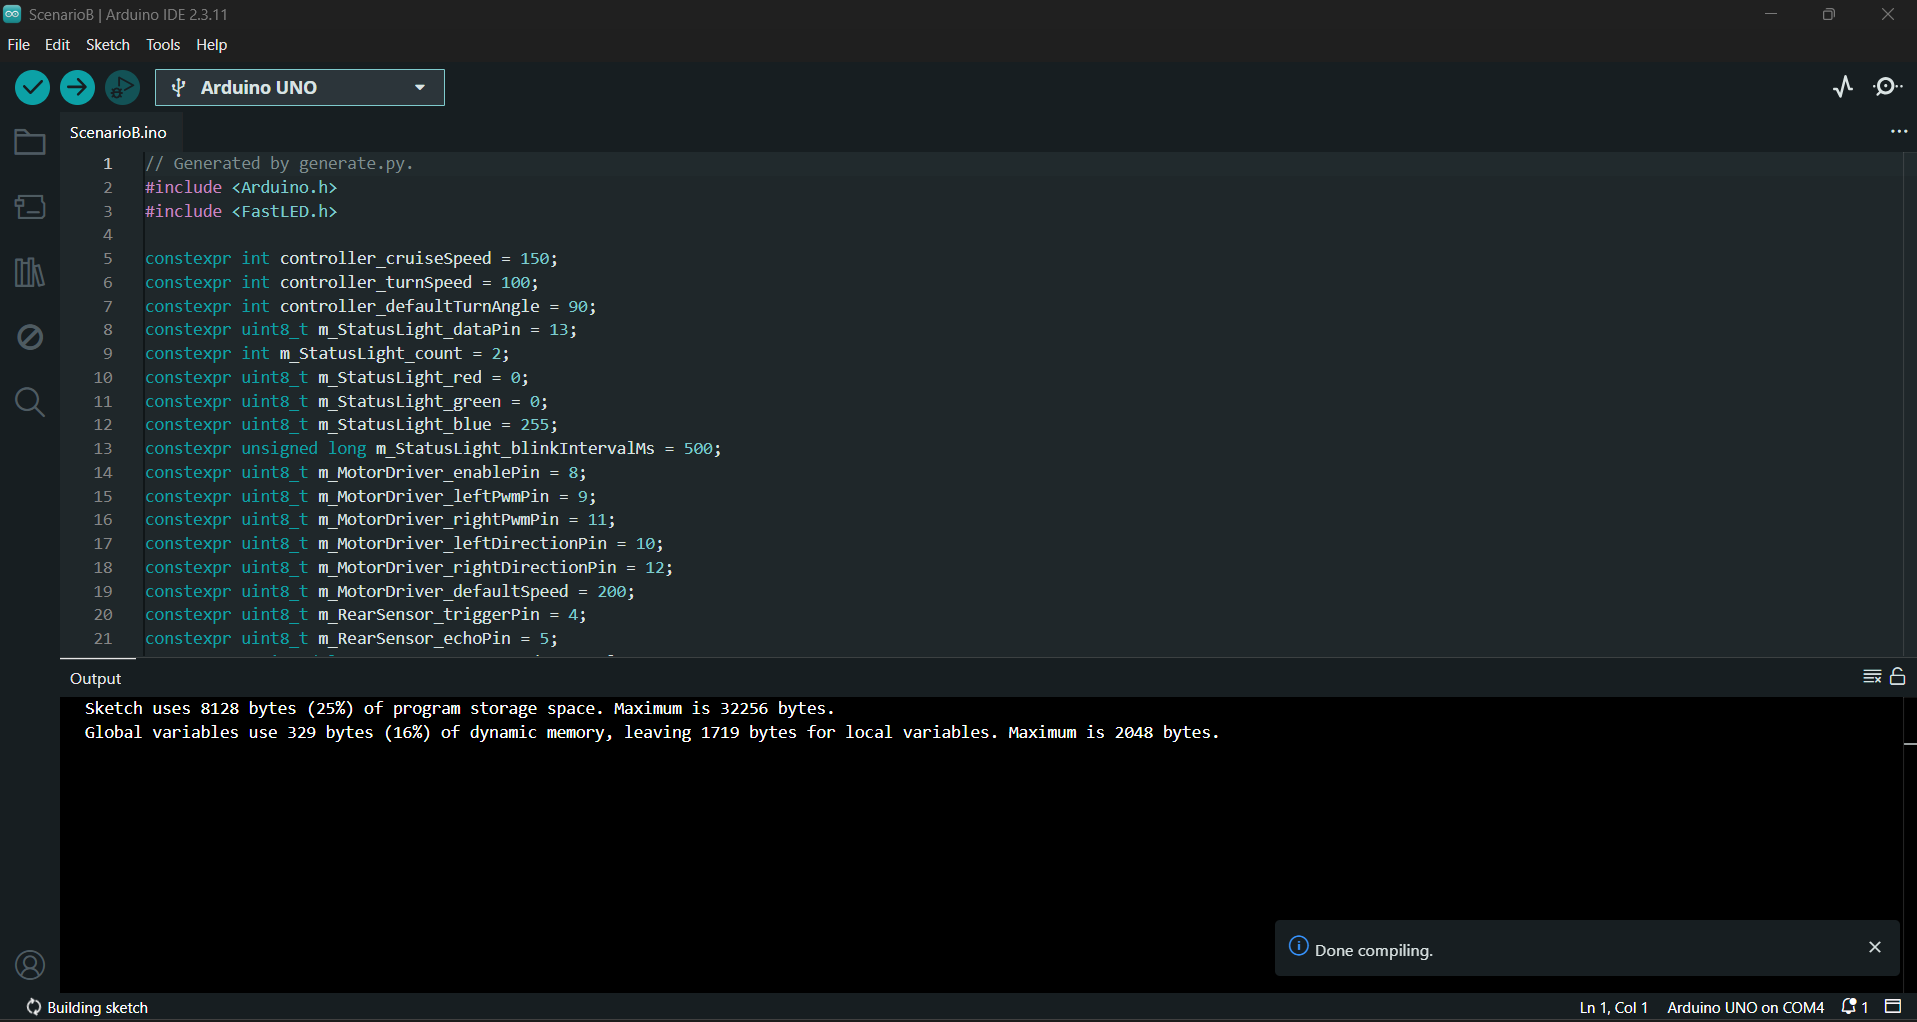 ScenarioB | Arduino IDE 2.3.11
File Edit Sketch Tools Help
Arduino UNO
ScenarioB.ino
1 // Generated by generate.py.
2 #include <Arduino.h>
3 #include <FastLED.h>
4
5 constexpr int controller_cruiseSpeed = 150;
6 constexpr int controller_turnSpeed = 100;
7 constexpr int controller_defaultTurnAngle = 90;
8 constexpr uint8_t m_StatusLight_dataPin = 13;
9 constexpr int m_StatusLight_count = 2;
10 constexpr uint8_t m_StatusLight_red = 0;
11 constexpr uint8_t m_StatusLight_green = 0;
12 constexpr uint8_t m_StatusLight_blue = 255;
13 constexpr unsigned long m_StatusLight_blinkIntervalMs = 500;
14 constexpr uint8_t m_MotorDriver_enablePin = 8;
15 constexpr uint8_t m_MotorDriver_leftPwmPin = 9;
16 constexpr uint8_t m_MotorDriver_rightPwmPin = 11;
17 constexpr uint8_t m_MotorDriver_leftDirectionPin = 10;
18 constexpr uint8_t m_MotorDriver_rightDirectionPin = 12;
19 constexpr uint8_t m_MotorDriver_defaultSpeed = 200;
20 constexpr uint8_t m_RearSensor_triggerPin = 4;
21 constexpr uint8_t m_RearSensor_echoPin = 5;
Output
Sketch uses 8128 bytes (25%) of program storage space. Maximum is 32256 bytes.
Global variables use 329 bytes (16%) of dynamic memory, leaving 1719 bytes for local variables. Maximum is 2048 bytes.
Done compiling.
Building sketch
Ln 1, Col 1 Arduino UNO on COM4 1